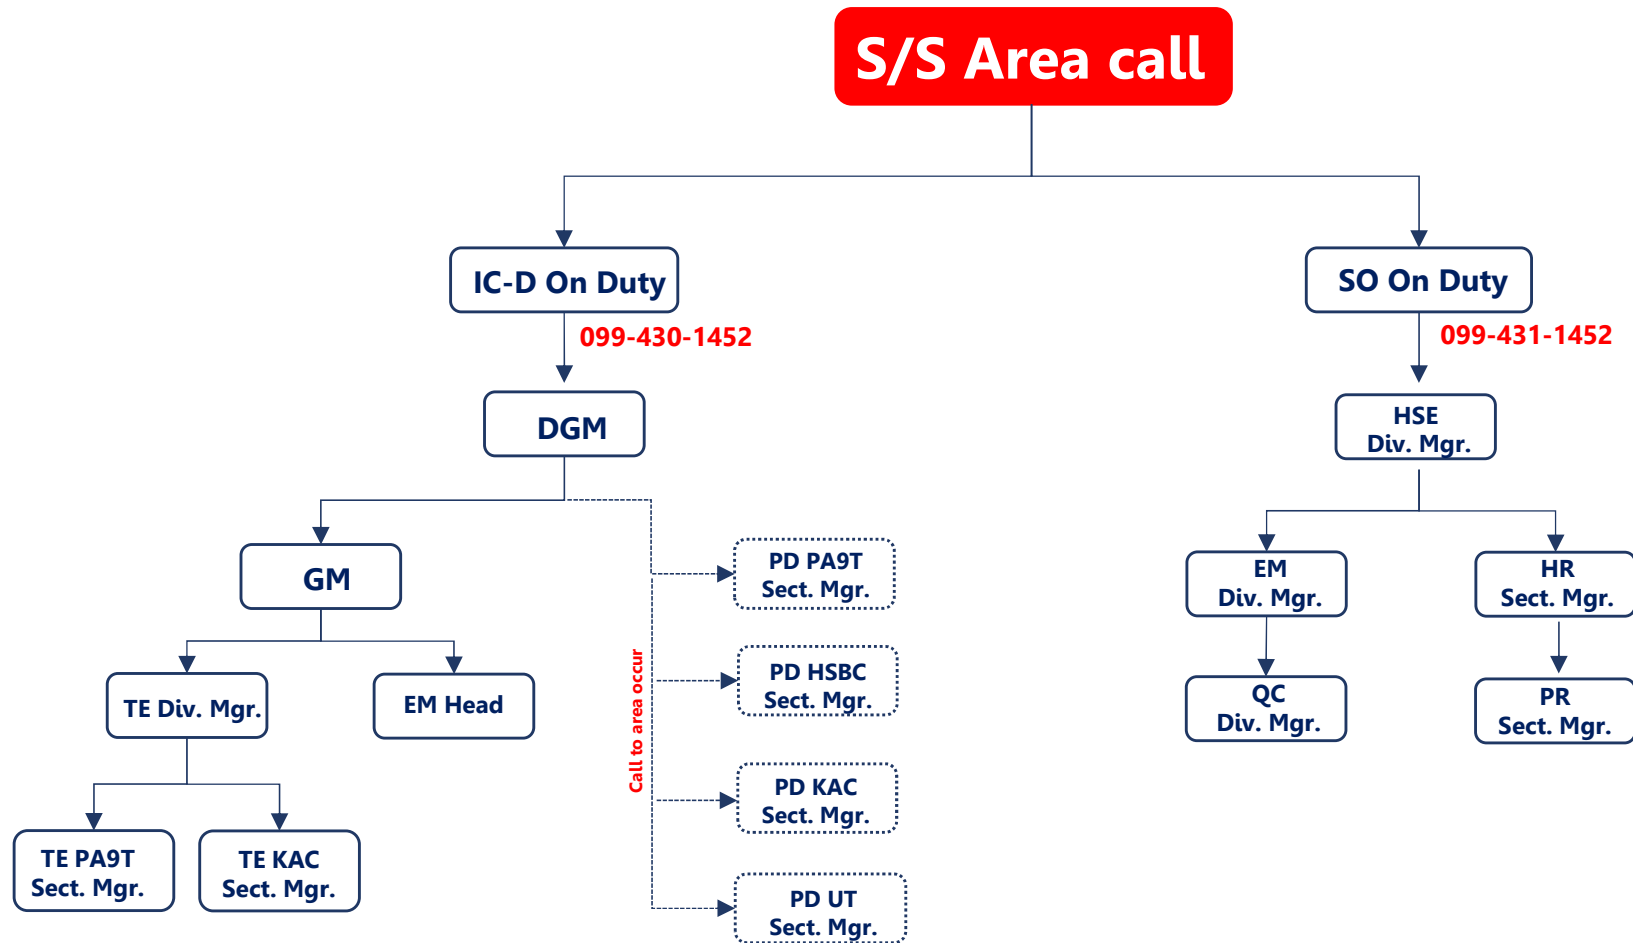 S/S Area call
IC-D On Duty
SO On Duty
099-430-1452
099-431-1452
DGM
HSE
Div. Mgr.
GM
PD PA9T
Sect. Mgr.
EM
Div. Mgr.
HR
Sect. Mgr.
TE Div. Mgr.
EM Head
Call to area occur
PD HSBC
Sect. Mgr.
QC
Div. Mgr.
PR
Sect. Mgr.
PD KAC
Sect. Mgr.
TE PA9T
Sect. Mgr.
TE KAC
Sect. Mgr.
PD UT
Sect. Mgr.